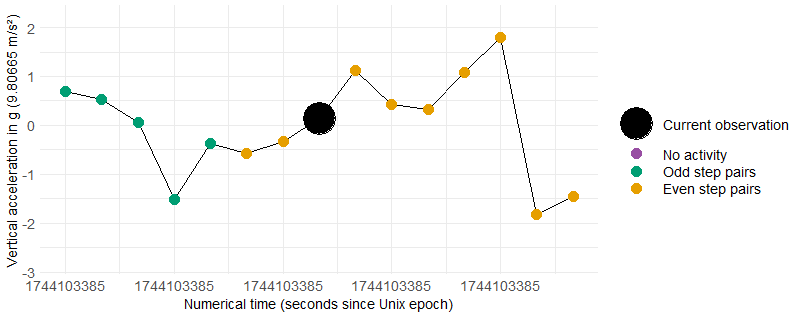 Vertical acceleration in g (9.80665 m/s²)
2
1
0
-1
-2
-3
1744103385 1744103385 1744103385 1744103385 1744103385
Numerical time (seconds since Unix epoch)
Current observation
No activity
Odd step pairs
Even step pairs